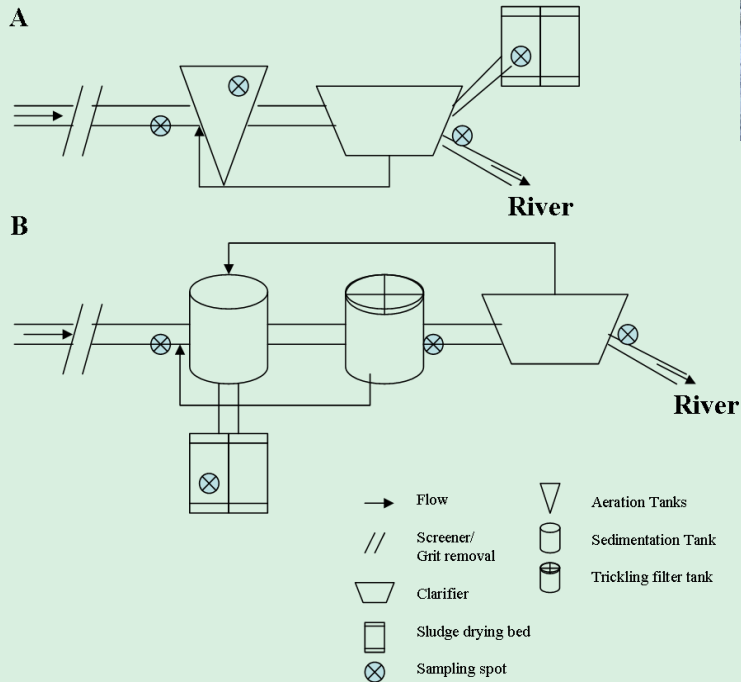 A
River
B
River
Flow
Screener/
Grit removal
Clarifier
Sludge drying bed
Sampling spot
Aeration Tanks
Sedimentation Tank
Trickling filter tank